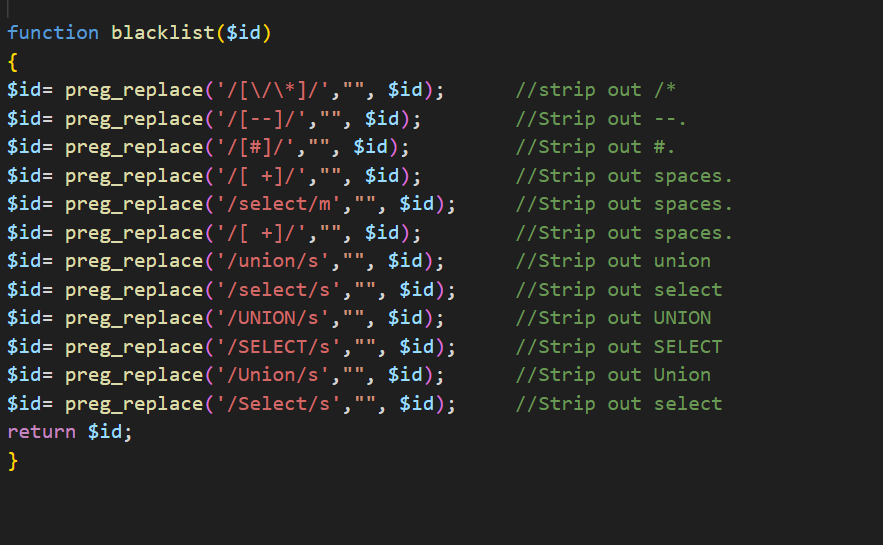 function blacklist($id)
{
$id= preg_replace('/[\/\*]/',"", $id);      //strip out /*
$id= preg_replace('/[--]/',"", $id);        //Strip out --.
$id= preg_replace('/[#]/',"", $id);         //Strip out #.
$id= preg_replace('/[ +]/',"", $id);        //Strip out spaces.
$id= preg_replace('/select/m',"", $id);     //Strip out spaces.
$id= preg_replace('/[ +]/',"", $id);        //Strip out spaces.
$id= preg_replace('/union/s',"", $id);      //Strip out union
$id= preg_replace('/select/s',"", $id);     //Strip out select
$id= preg_replace('/UNION/s',"", $id);      //Strip out UNION
$id= preg_replace('/SELECT/s',"", $id);     //Strip out SELECT
$id= preg_replace('/Union/s',"", $id);      //Strip out Union
$id= preg_replace('/Select/s',"", $id);     //Strip out select
return $id;
}